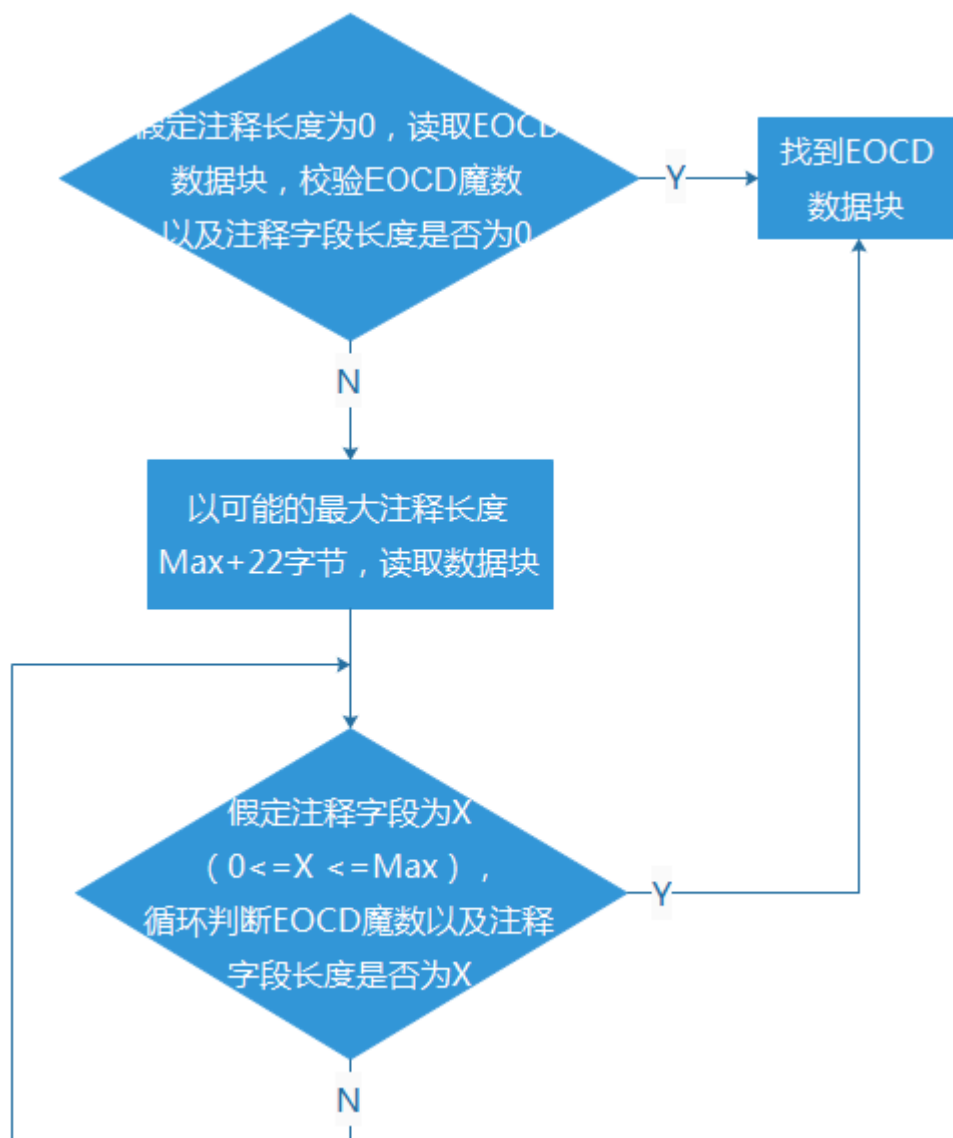 假定注释长度为0，读取EOCD
数据块，校验EOCD魔数
以及注释字段长度是否为0
Y
找到EOCD
数据块
N
以可能的最大注释长度
Max+22字节，读取数据块
假定注释字段为X
（0<=X <=Max），
循环判断EOCD魔数以及注释
字段长度是否为X
Y
N